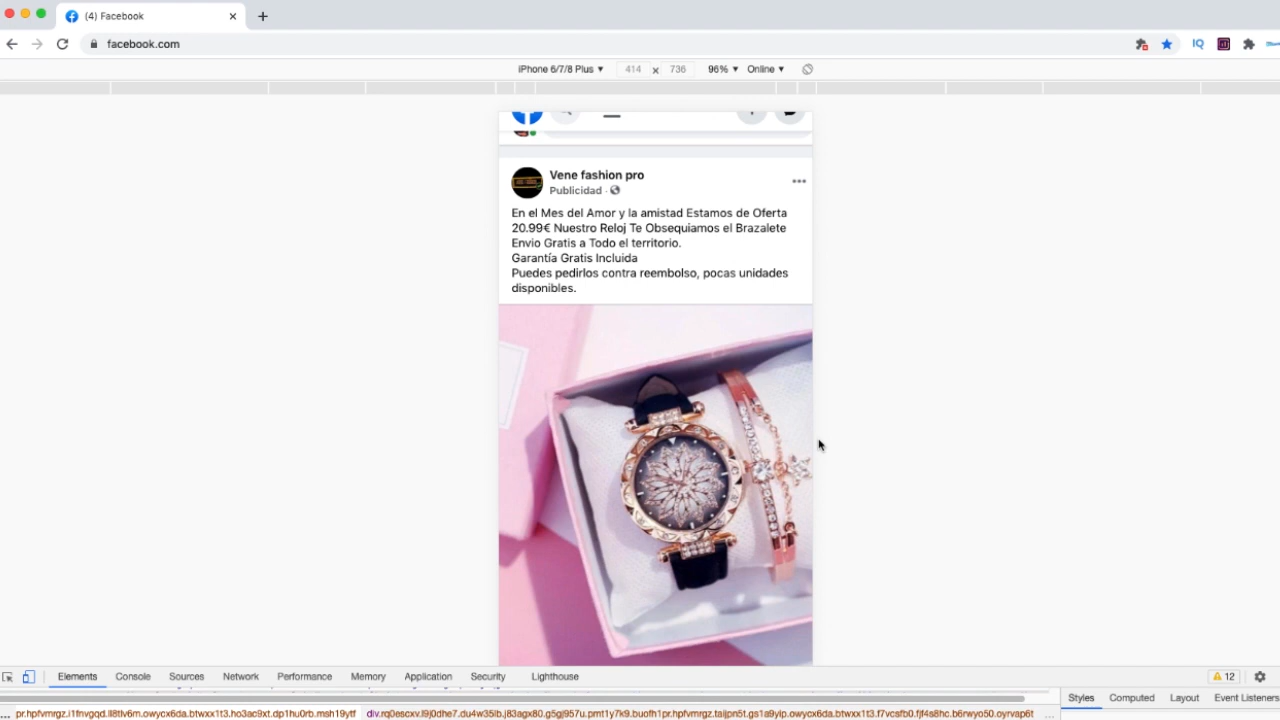 (4) Facebook
facebook.com
IQ
iPhone 6/7/8 Plus ▼ 414 x 736 96% ▼ Online ▼
Vene fashion pro
Publicidad ·
En el Mes del Amor y la amistad Estamos de Oferta
20.99€ Nuestro Reloj Te Obsequiamos el Brazalete
Envio Gratis a Todo el territorio.
Garantía Gratis Incluida
Puedes pedirlos contra reembolso, pocas unidades
disponibles.
Elements Console Sources Network Performance Memory Application Security Lighthouse 12
Styles Computed Layout Event Listeners